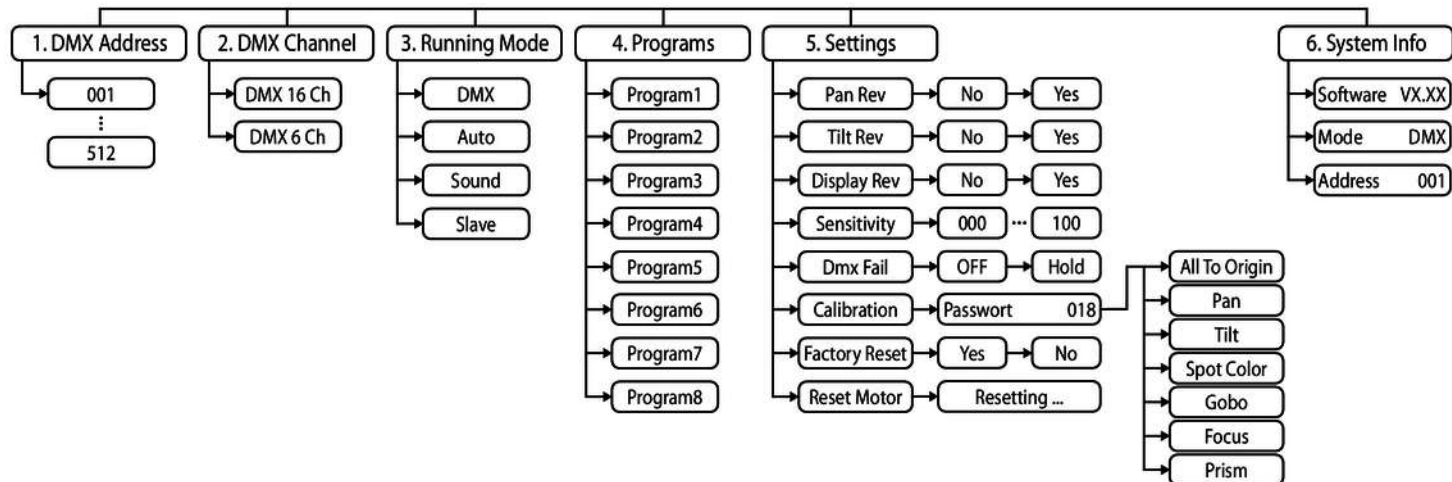 1. DMX Address
001
⋮
512
2. DMX Channel
DMX 16 Ch
DMX 6 Ch
3. Running Mode
DMX
Auto
Sound
Slave
4. Programs
Program1
Program2
Program3
Program4
Program5
Program6
Program7
Program8
5. Settings
Pan Rev No Yes
Tilt Rev No Yes
Display Rev No Yes
Sensitivity 000 ... 100
Dmx Fail OFF Hold
Calibration Passwort 018
Factory Reset Yes No
Reset Motor Resetting ...
All To Origin
Pan
Tilt
Spot Color
Gobo
Focus
Prism
6. System Info
Software VX.XX
Mode DMX
Address 001